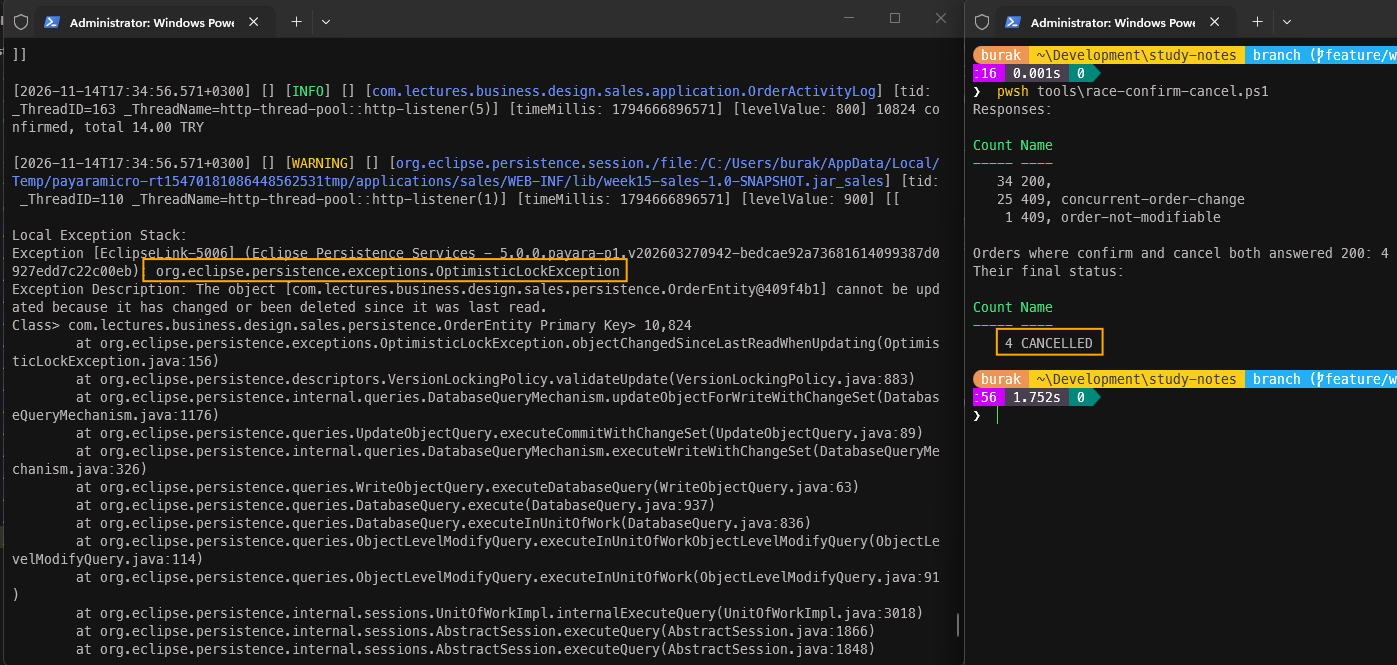 Administrator: Windows Powe
]]
[2026-11-14T17:34:56.571+0300] [] [INFO] [] [com.lectures.business.design.sales.application.OrderActivityLog] [tid:
_ThreadID=163 _ThreadName=http-thread-pool::http-listener(5)] [timeMillis: 1794666896571] [levelValue: 800] 10824 co
nfirmed, total 14.00 TRY
[2026-11-14T17:34:56.571+0300] [] [WARNING] [] [org.eclipse.persistence.session./file:/C:/Users/burak/AppData/Local/
Temp/payaramicro-rt15470181086448562531tmp/applications/sales/WEB-INF/lib/week15-sales-1.0-SNAPSHOT.jar_sales] [tid:
_ThreadID=110 _ThreadName=http-thread-pool::http-listener(1)] [timeMillis: 1794666896571] [levelValue: 900] [[
Local Exception Stack:
Exception [EclipseLink-5006] (Eclipse Persistence Services - 5.0.0.payara-p1.v202603270942-bedcae92a73681614099387d0
927edd7c22c00eb): org.eclipse.persistence.exceptions.OptimisticLockException
Exception Description: The object [com.lectures.business.design.sales.persistence.OrderEntity@409f4b1] cannot be upd
ated because it has changed or been deleted since it was last read.
Class> com.lectures.business.design.sales.persistence.OrderEntity Primary Key> 10,824
at org.eclipse.persistence.exceptions.OptimisticLockException.objectChangedSinceLastReadWhenUpdating(Optimis
ticLockException.java:156)
at org.eclipse.persistence.descriptors.VersionLockingPolicy.validateUpdate(VersionLockingPolicy.java:883)
at org.eclipse.persistence.internal.queries.DatabaseQueryMechanism.updateObjectForWriteWithChangeSet(Databas
eQueryMechanism.java:1176)
at org.eclipse.persistence.queries.UpdateObjectQuery.executeCommitWithChangeSet(UpdateObjectQuery.java:89)
at org.eclipse.persistence.internal.queries.DatabaseQueryMechanism.executeWriteWithChangeSet(DatabaseQueryMe
chanism.java:326)
at org.eclipse.persistence.queries.WriteObjectQuery.executeDatabaseQuery(WriteObjectQuery.java:63)
at org.eclipse.persistence.queries.DatabaseQuery.execute(DatabaseQuery.java:937)
at org.eclipse.persistence.queries.DatabaseQuery.executeInUnitOfWork(DatabaseQuery.java:836)
at org.eclipse.persistence.queries.ObjectLevelModifyQuery.executeInUnitOfWorkObjectLevelModifyQuery(ObjectLe
velModifyQuery.java:114)
at org.eclipse.persistence.queries.ObjectLevelModifyQuery.executeInUnitOfWork(ObjectLevelModifyQuery.java:91
)
at org.eclipse.persistence.internal.sessions.UnitOfWorkImpl.internalExecuteQuery(UnitOfWorkImpl.java:3018)
at org.eclipse.persistence.internal.sessions.AbstractSession.executeQuery(AbstractSession.java:1866)
at org.eclipse.persistence.internal.sessions.AbstractSession.executeQuery(AbstractSession.java:1848)
Administrator: Windows Powe
burak ~\Development\study-notes branch (feature/w
:16 0.001s 0
❯ pwsh tools\race-confirm-cancel.ps1
Responses:
Count Name
----- ----
34 200,
25 409, concurrent-order-change
1 409, order-not-modifiable
Orders where confirm and cancel both answered 200: 4
Their final status:
Count Name
----- ----
4 CANCELLED
burak ~\Development\study-notes branch (feature/w
:56 1.752s 0
❯